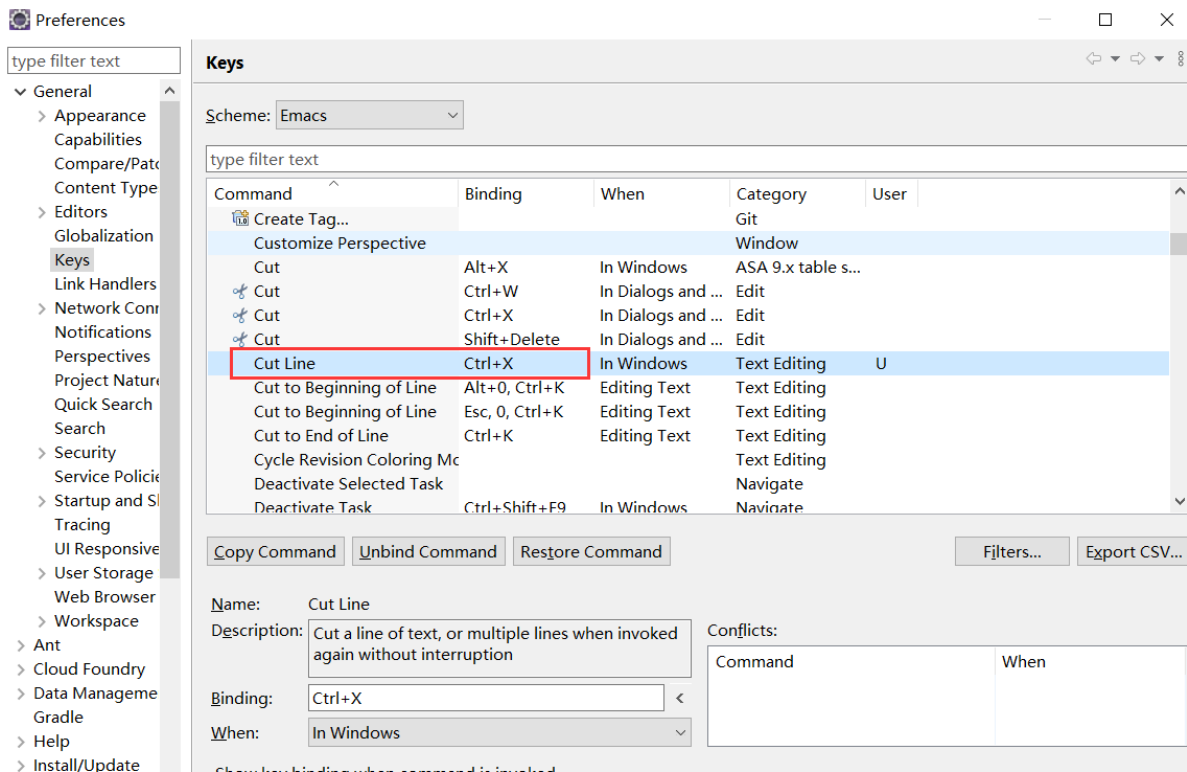 Preferences
type filter text
General
Appearance
Capabilities
Compare/Patc
Content Type
Editors
Globalization
Keys
Link Handlers
Network Conn
Notifications
Perspectives
Project Nature
Quick Search
Search
Security
Service Policie
Startup and Sl
Tracing
UI Responsive
User Storage
Web Browser
Workspace
Ant
Cloud Foundry
Data Manageme
Gradle
Help
Install/Update
Keys
Scheme: Emacs
type filter text
Command Binding When Category User
Create Tag... Git
Customize Perspective Window
Cut Alt+X In Windows ASA 9.x table s...
Cut Ctrl+W In Dialogs and ... Edit
Cut Ctrl+X In Dialogs and ... Edit
Cut Shift+Delete In Dialogs and ... Edit
Cut Line Ctrl+X In Windows Text Editing U
Cut to Beginning of Line Alt+0, Ctrl+K Editing Text Text Editing
Cut to Beginning of Line Esc, 0, Ctrl+K Editing Text Text Editing
Cut to End of Line Ctrl+K Editing Text Text Editing
Cycle Revision Coloring Mo Text Editing
Deactivate Selected Task Navigate
Deactivate Task Ctrl+Shift+F9 In Windows Navigate
Copy Command Unbind Command Restore Command Filters... Export CSV...
Name: Cut Line
Description: Cut a line of text, or multiple lines when invoked
again without interruption
Binding: Ctrl+X <
When: In Windows
Conflicts:
Command When
Show key binding when command is invoked